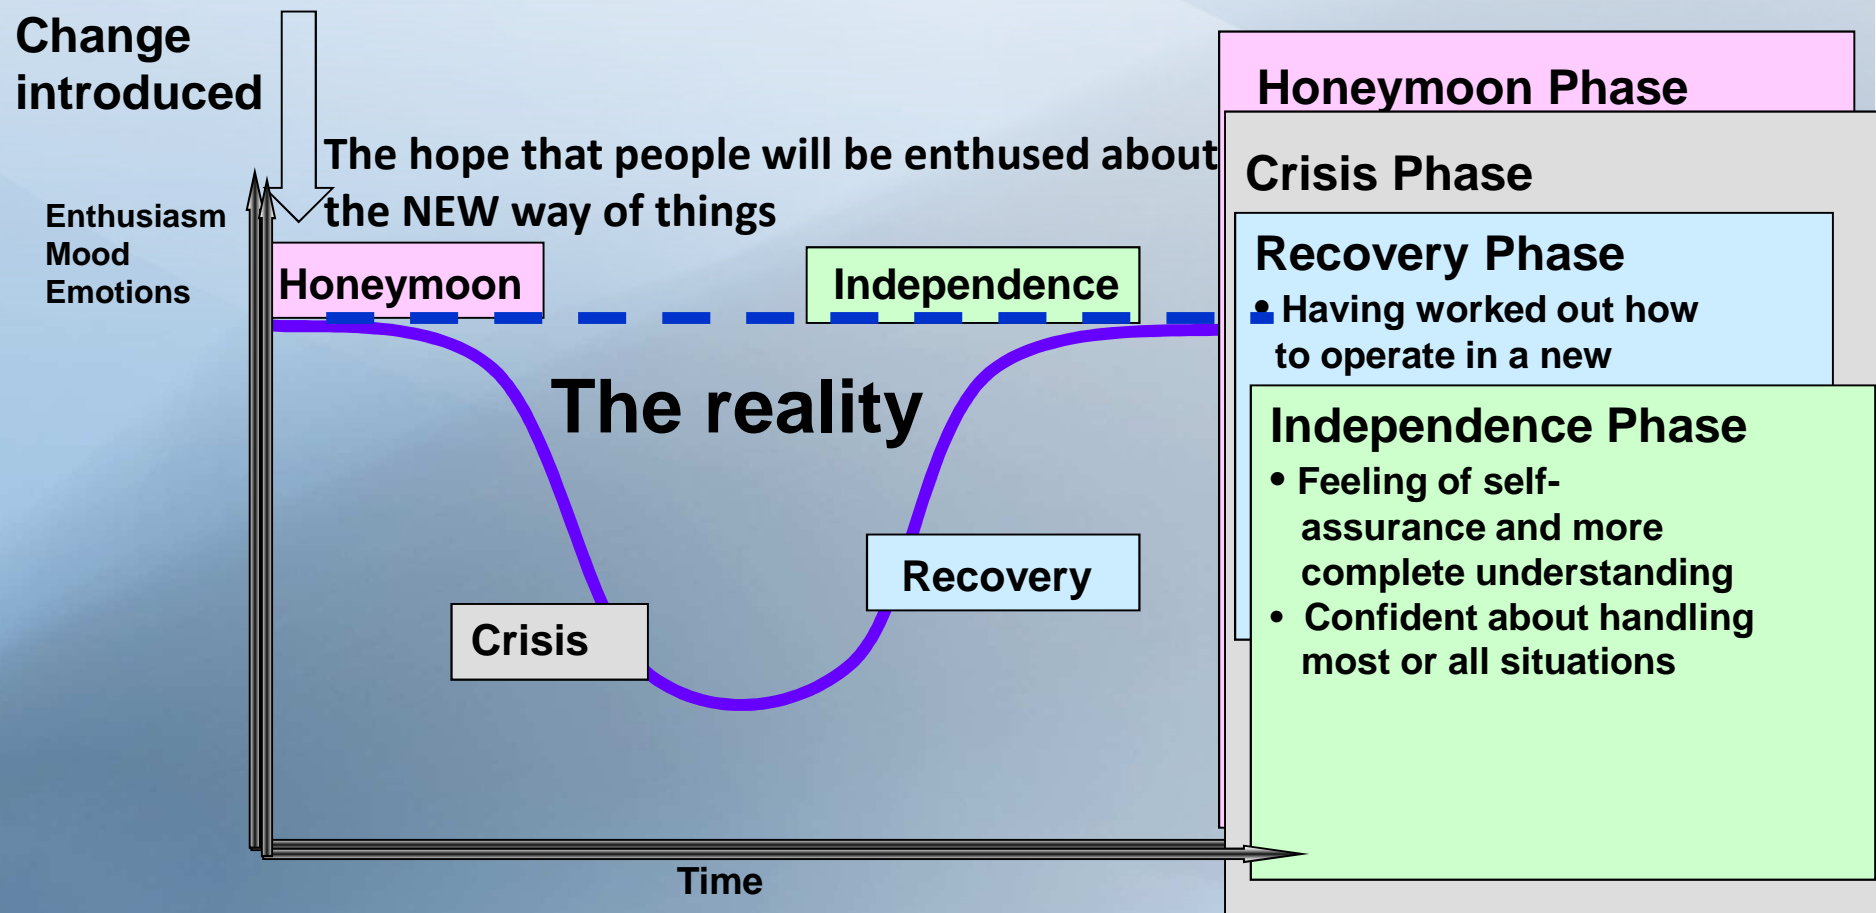 Change
introduced
The hope that people will be enthused about
the NEW way of things
Enthusiasm
Mood
Emotions
Honeymoon
Independence
The reality
Recovery
Crisis
Time
Honeymoon Phase
Crisis Phase
Recovery Phase
• Having worked out how
to operate in a new
Independence Phase
• Feeling of self-
assurance and more
complete understanding
• Confident about handling
most or all situations